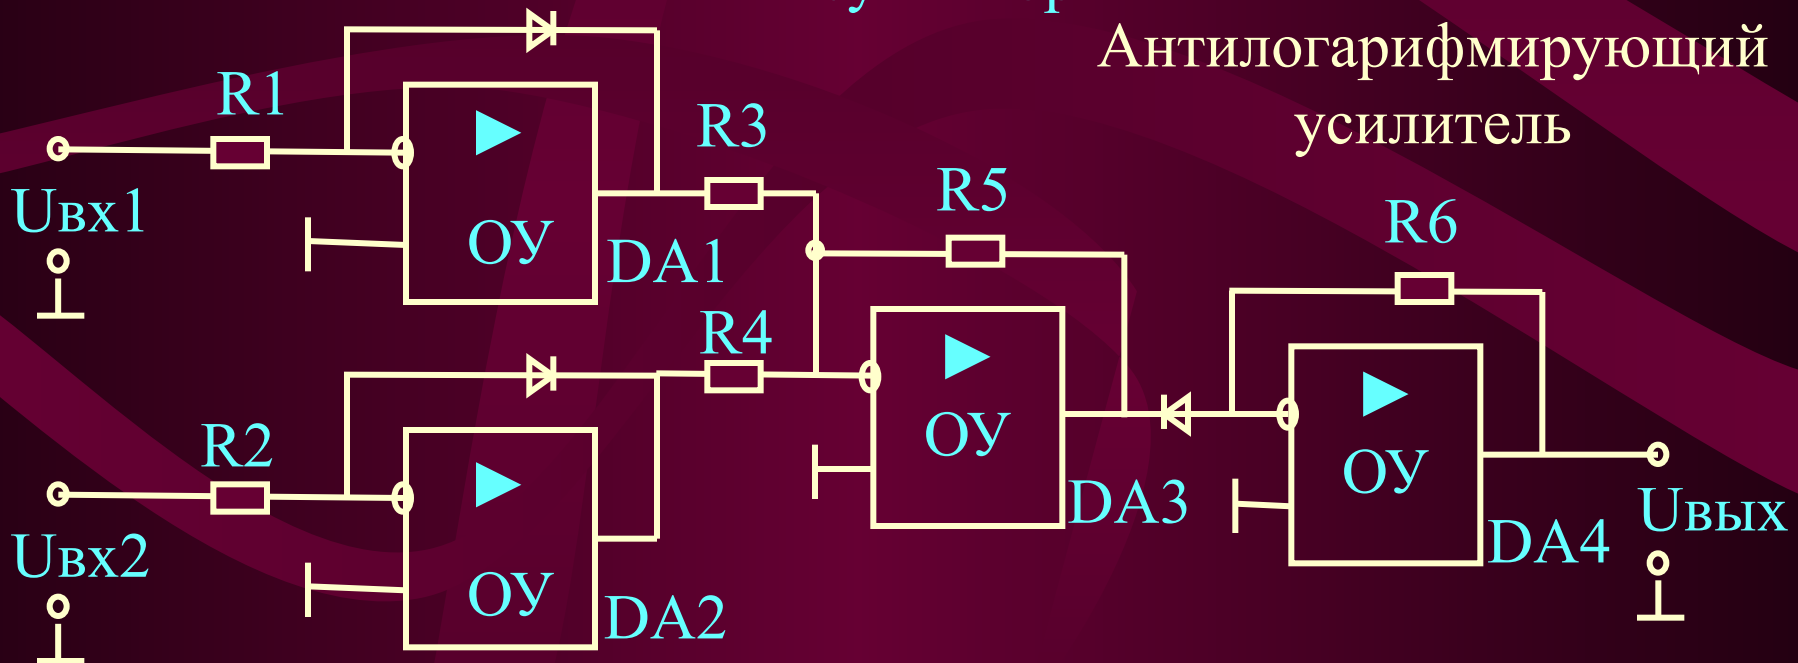 Антилогарифмирующий
усилитель
R1
R3
R5
R6
Uвх1
ОУ
DA1
R4
R2
ОУ
DA3
ОУ
Uвых
DA4
Uвх2
ОУ
DA2